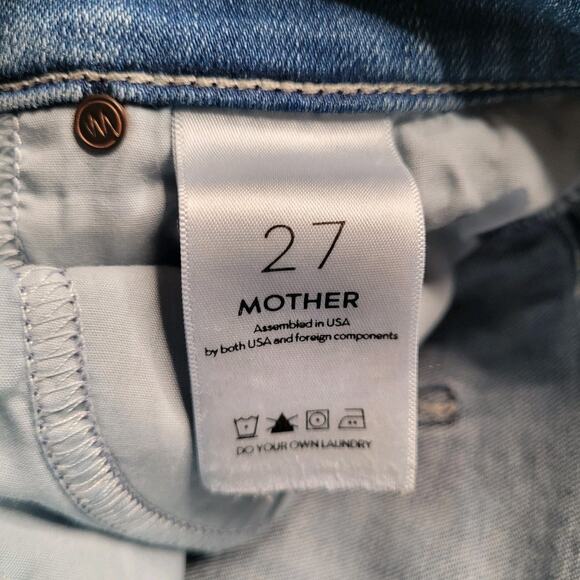 27
MOTHER
Assembled in USA
by both USA and foreign components
DO YOUR OWN LAUNDRY